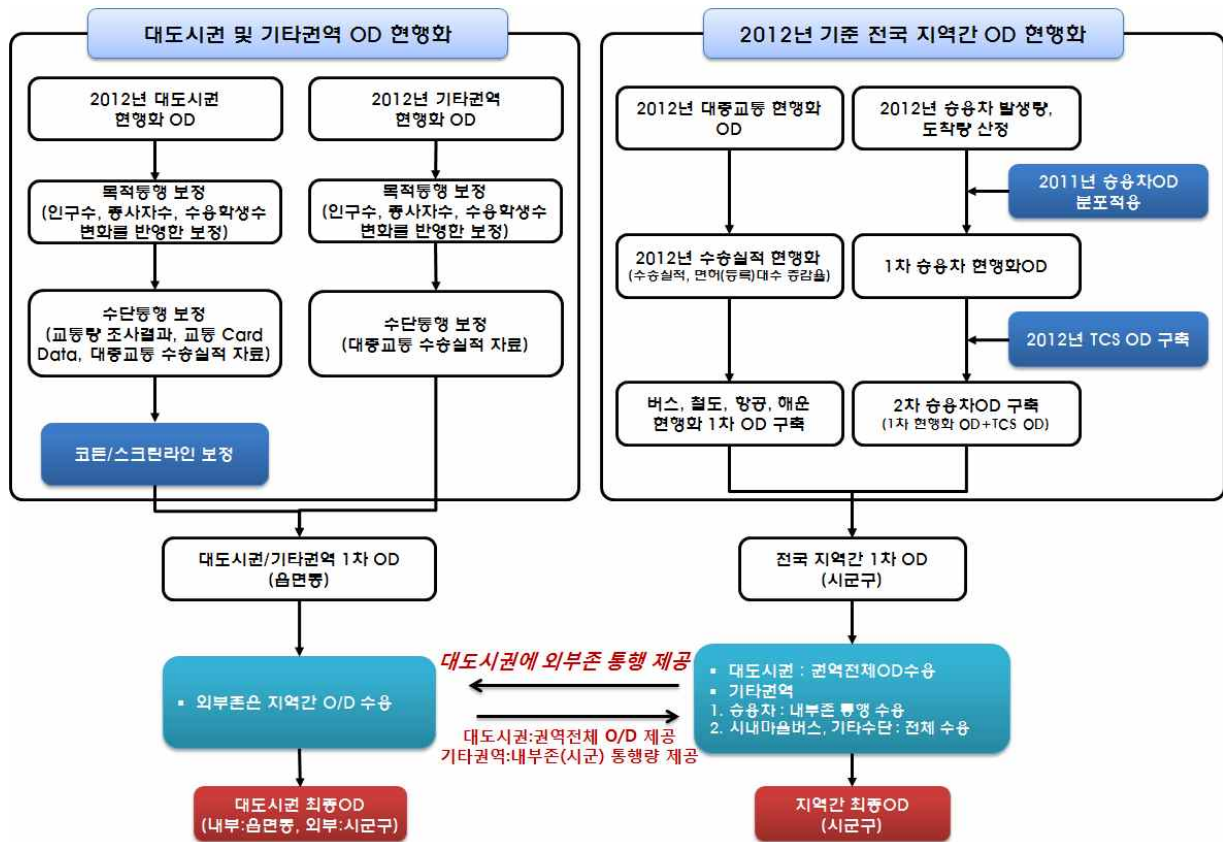 대도시권 및 기타권역 OD 현행화
2012년 대도시권
현행화 OD
2012년 기타권역
현행화 OD
목적통행 보정
(인구수, 종사자수, 수용학생수
변화를 반영한 보정)
목적통행 보정
(인구수, 종사자수, 수용학생수
변화를 반영한 보정)
수단통행 보정
(교통량 조사결과, 교통 Card
Data, 대중교통 수송실적 자료)
수단통행 보정
(대중교통 수송실적 자료)
코든/스크린라인 보정
대도시권/기타권역 1차 OD
(읍면동)
▪ 외부존은 지역간 O/D 수용
대도시권 최종OD
(내부:읍면동, 외부:시군구)
2012년 기준 전국 지역간 OD 현행화
2012년 대중교통 현행화
OD
2012년 승용차 발생량,
도착량 산정
2011년 승용차OD
분포적용
2012년 수송실적 현행화
(수송실적, 면허(등록)대수 증감율)
1차 승용차 현행화OD
2012년 TCS OD 구축
버스, 철도, 항공, 해운
현행화 1차 OD 구축
2차 승용차OD 구축
(1차 현행화 OD+TCS OD)
전국 지역간 1차 OD
(시군구)
대도시권에 외부존 통행 제공
대도시권:권역전체 O/D 제공
기타권역:내부존(시군) 통행량 제공
▪ 대도시권 : 권역전체OD수용
▪ 기타권역
1. 승용차 : 내부존 통행 수용
2. 시내마을버스, 기타수단 : 전체 수용
지역간 최종OD
(시군구)